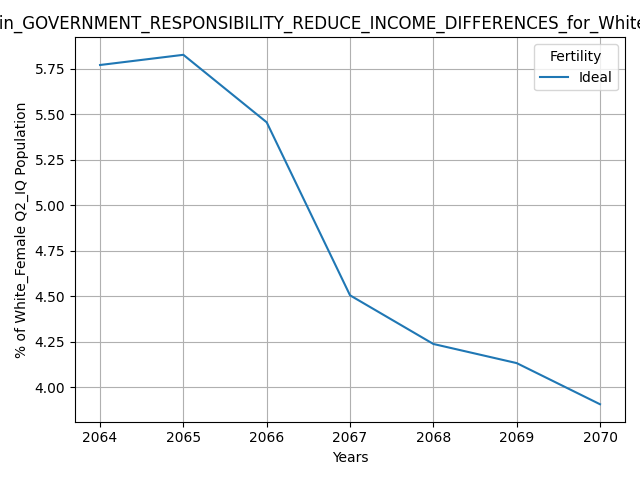 in_GOVERNMENT_RESPONSIBILITY_REDUCE_INCOME_DIFFERENCES_for_White
Fertility
Ideal
% of White_Female Q2_IQ Population
5.75
5.50
5.25
5.00
4.75
4.50
4.25
4.00
2064 2065 2066 2067 2068 2069 2070
Years